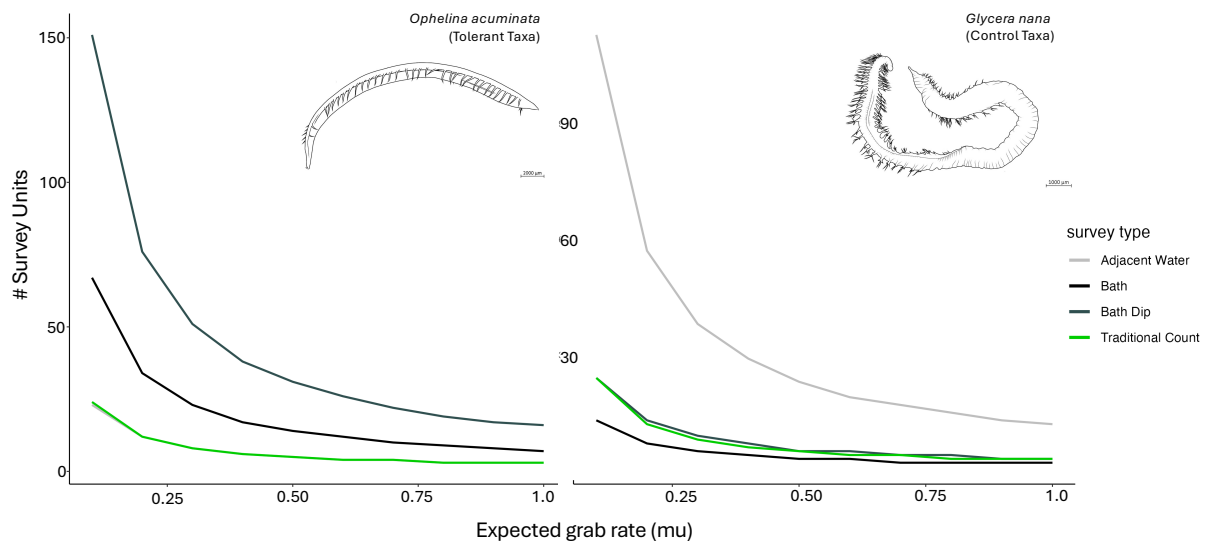 Ophelina acuminata
(Tolerant Taxa)
Glycera nana
(Control Taxa)
150
100
50
0
# Survey Units
90
60
30
1000 µm
survey type
Adjacent Water
Bath
Bath Dip
Traditional Count
0.25
0.50
0.75
1.0
0.25
0.50
0.75
1.0
Expected grab rate (mu)